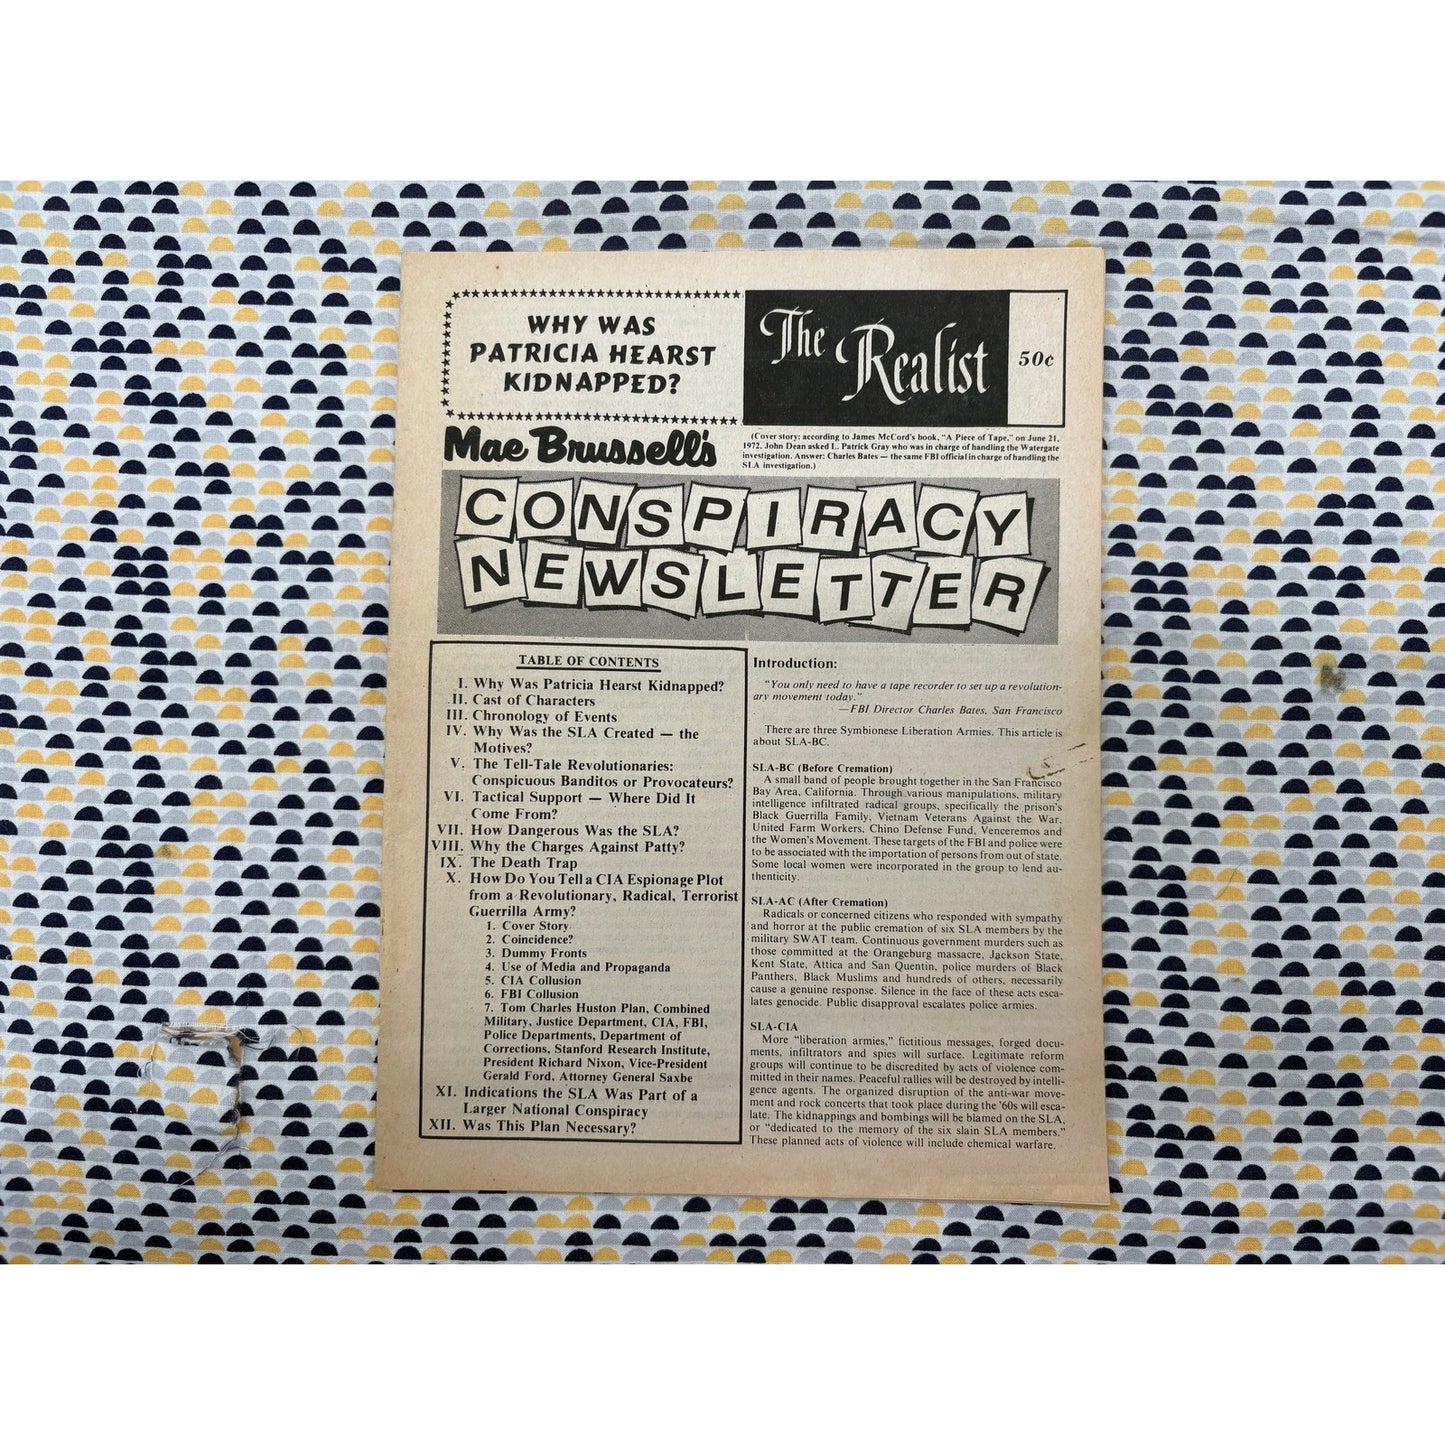 WHY WAS
PATRICIA HEARST
KIDNAPPED?
The Realist
50¢
Mae Brussell's
(Cover story: according to James McCord's book, "A Piece of Tape," on June 21,
1972, John Dean asked L. Patrick Gray who was in charge of handling the Watergate
investigation. Answer: Charles Bates — the same FBI official in charge of handling the
SLA investigation.)
CONSPIRACY
NEWSLETTER
TABLE OF CONTENTS
I. Why Was Patricia Hearst Kidnapped?
II. Cast of Characters
III. Chronology of Events
IV. Why Was the SLA Created — the
Motives?
V. The Tell-Tale Revolutionaries:
Conspicuous Banditos or Provocateurs?
VI. Tactical Support — Where Did It
Come From?
VII. How Dangerous Was the SLA?
VIII. Why the Charges Against Patty?
IX. The Death Trap
X. How Do You Tell a CIA Espionage Plot
from a Revolutionary, Radical, Terrorist
Guerrilla Army?
1. Cover Story
2. Coincidence?
3. Dummy Fronts
4. Use of Media and Propaganda
5. CIA Collusion
6. FBI Collusion
7. Tom Charles Huston Plan, Combined
Military, Justice Department, CIA, FBI,
Police Departments, Department of
Corrections, Stanford Research Institute,
President Richard Nixon, Vice-President
Gerald Ford, Attorney General Saxbe
XI. Indications the SLA Was Part of a
Larger National Conspiracy
XII. Was This Plan Necessary?
Introduction:
"You only need to have a tape recorder to set up a revolution-
ary movement today."
—FBI Director Charles Bates, San Francisco
There are three Symbionese Liberation Armies. This article is
about SLA-BC.
SLA-BC (Before Cremation)
A small band of people brought together in the San Francisco
Bay Area, California. Through various manipulations, military
intelligence infiltrated radical groups, specifically the prison's
Black Guerrilla Family, Vietnam Veterans Against the War,
United Farm Workers, Chino Defense Fund, Venceremos and
the Women's Movement. These targets of the FBI and police were
to be associated with the importation of persons from out of state.
Some local women were incorporated in the group to lend au-
thenticity.
SLA-AC (After Cremation)
Radicals or concerned citizens who responded with sympathy
and horror at the public cremation of six SLA members by the
military SWAT team. Continuous government murders such as
those committed at the Orangeburg massacre, Jackson State,
Kent State, Attica and San Quentin, police murders of Black
Panthers, Black Muslims and hundreds of others, necessarily
cause a genuine response. Silence in the face of these acts esca-
lates genocide. Public disapproval escalates police armies.
SLA-CIA
More "liberation armies," fictitious messages, forged docu-
ments, infiltrators and spies will surface. Legitimate reform
groups will continue to be discredited by acts of violence com-
mitted in their names. Peaceful rallies will be destroyed by intelli-
gence agents. The organized disruption of the anti-war move-
ment and rock concerts that took place during the '60s will esca-
late. The kidnappings and bombings will be blamed on the SLA,
or "dedicated to the memory of the six slain SLA members."
These planned acts of violence will include chemical warfare.